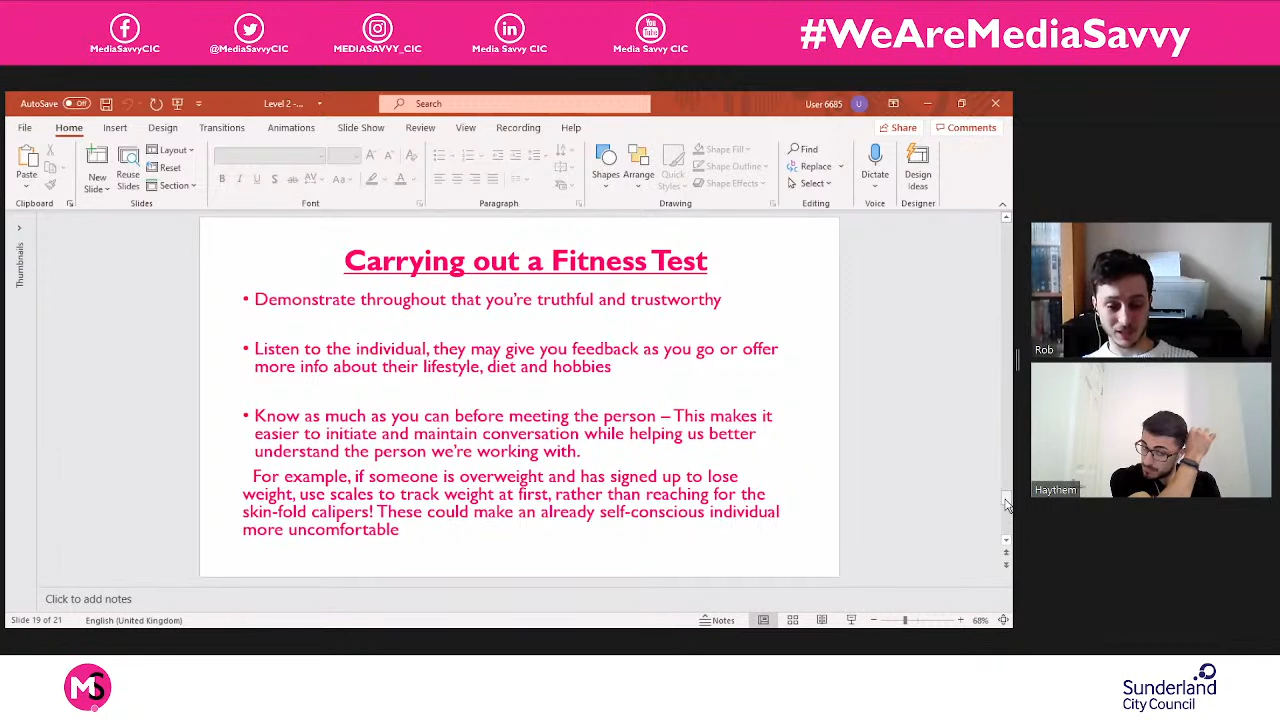 MediaSavvyCIC
@MediaSavvyCIC
MEDIASAVVY_CIC
Media Savvy CIC
You
Tube
Media Savvy CIC
#WeAreMediaSavvy
AutoSave Off
Level 2 -...
Search
User 6685 U
File Home Insert Design Transitions Animations Slide Show Review View Recording Help
Share
Comments
Paste
New
Slide
Reuse
Slides
Layout
Reset
Section
Shapes
Arrange
Quick
Styles
Shape Fill
Shape Outline
Shape Effects
Find
Replace
Select
Dictate
Design
Ideas
Clipboard Slides Font Paragraph Drawing Editing Voice Designer
Thumbnails
Carrying out a Fitness Test
• Demonstrate throughout that you’re truthful and trustworthy
• Listen to the individual, they may give you feedback as you go or offer
more info about their lifestyle, diet and hobbies
• Know as much as you can before meeting the person – This makes it
easier to initiate and maintain conversation while helping us better
understand the person we’re working with.
For example, if someone is overweight and has signed up to lose
weight, use scales to track weight at first, rather than reaching for the
skin-fold calipers! These could make an already self-conscious individual
more uncomfortable
Rob
Haythem
Click to add notes
Slide 19 of 21
English (United Kingdom)
Notes
68%
MS
Sunderland
City Council